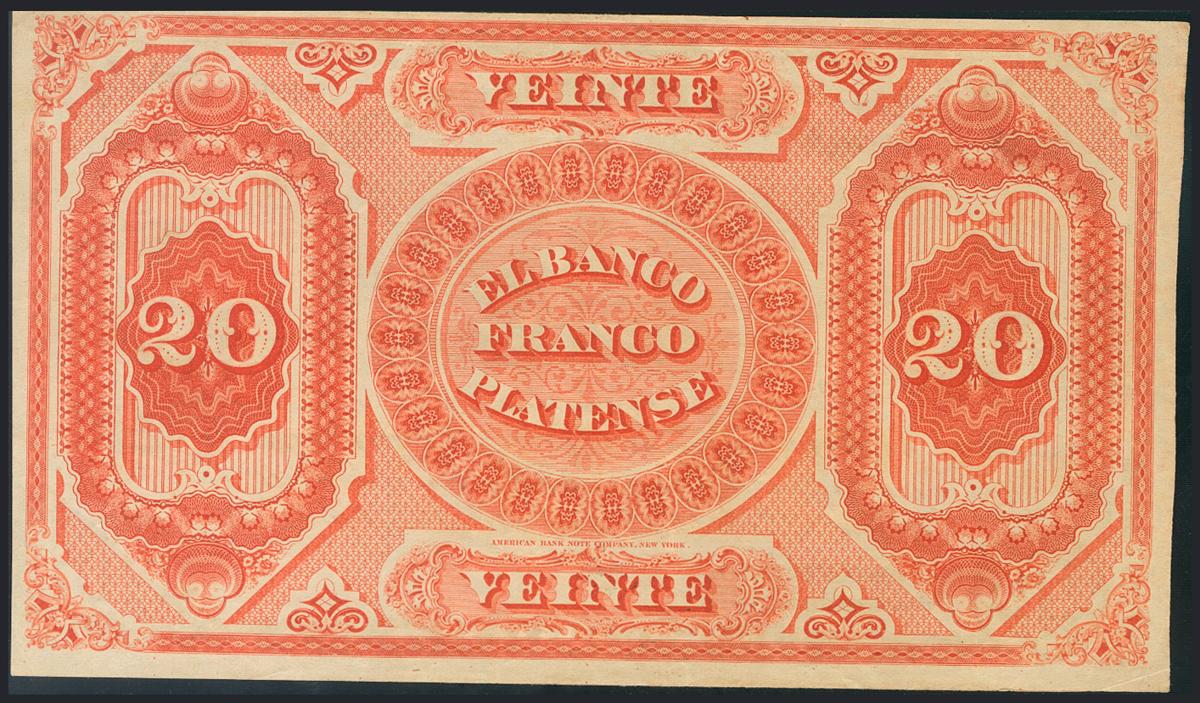 VEINTE
20
EL BANCO
FRANCO
PLATENSE
20
AMERICAN BANK NOTE COMPANY, NEW YORK.
VEINTE